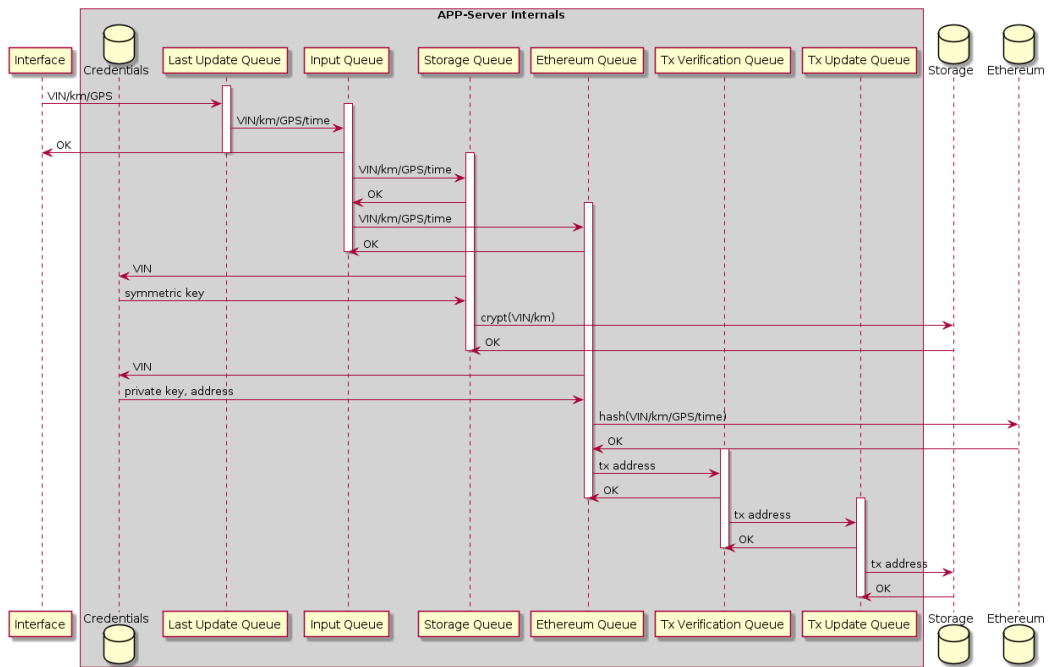 APP-Server Internals
Interface
Credentials
Last Update Queue
Input Queue
Storage Queue
Ethereum Queue
Tx Verification Queue
Tx Update Queue
Storage
Ethereum
VIN/km/GPS
VIN/km/GPS/time
OK
VIN/km/GPS/time
OK
VIN/km/GPS/time
OK
VIN
symmetric key
crypt(VIN/km)
OK
VIN
private key, address
hash(VIN/km/GPS/time)
OK
tx address
OK
tx address
OK
tx address
OK
Interface
Credentials
Last Update Queue
Input Queue
Storage Queue
Ethereum Queue
Tx Verification Queue
Tx Update Queue
Storage
Ethereum